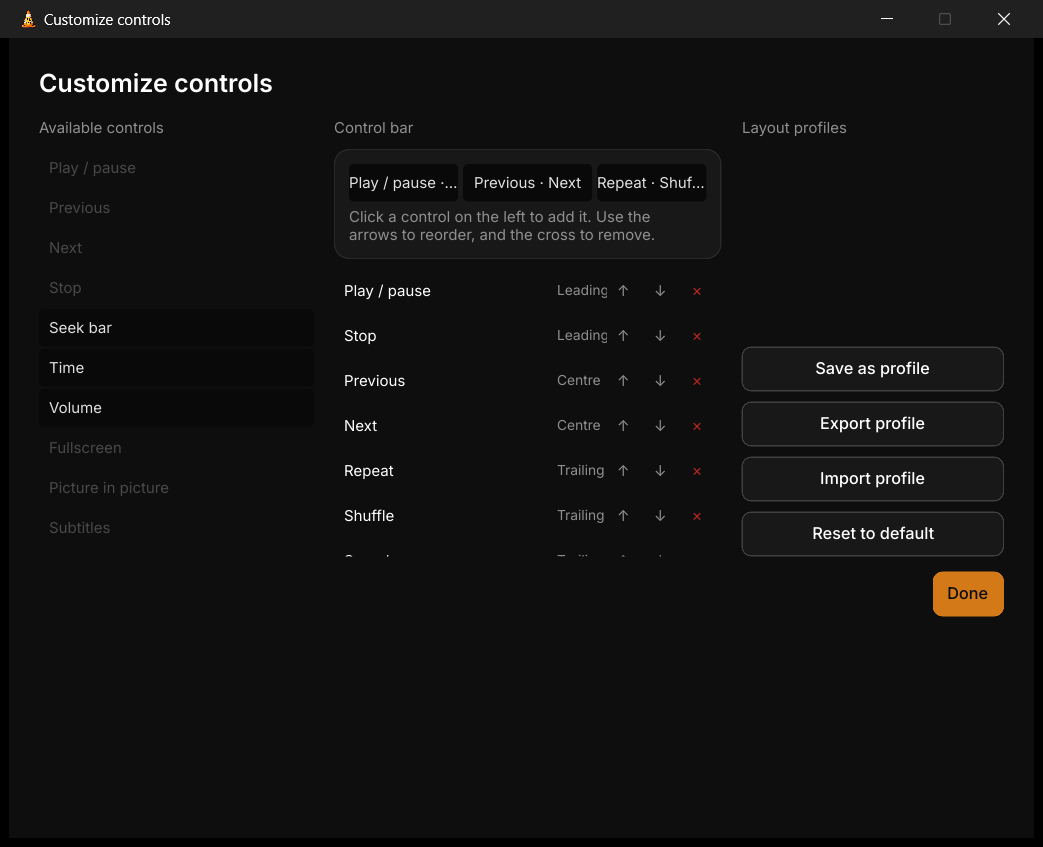 Customize controls
Customize controls
Available controls
Play / pause
Previous
Next
Stop
Seek bar
Time
Volume
Fullscreen
Picture in picture
Subtitles
Control bar
Play / pause ·... Previous · Next Repeat · Shuf...
Click a control on the left to add it. Use the
arrows to reorder, and the cross to remove.
Play / pause Leading ↑ ↓ ×
Stop Leading ↑ ↓ ×
Previous Centre ↑ ↓ ×
Next Centre ↑ ↓ ×
Repeat Trailing ↑ ↓ ×
Shuffle Trailing ↑ ↓ ×
Layout profiles
Save as profile
Export profile
Import profile
Reset to default
Done